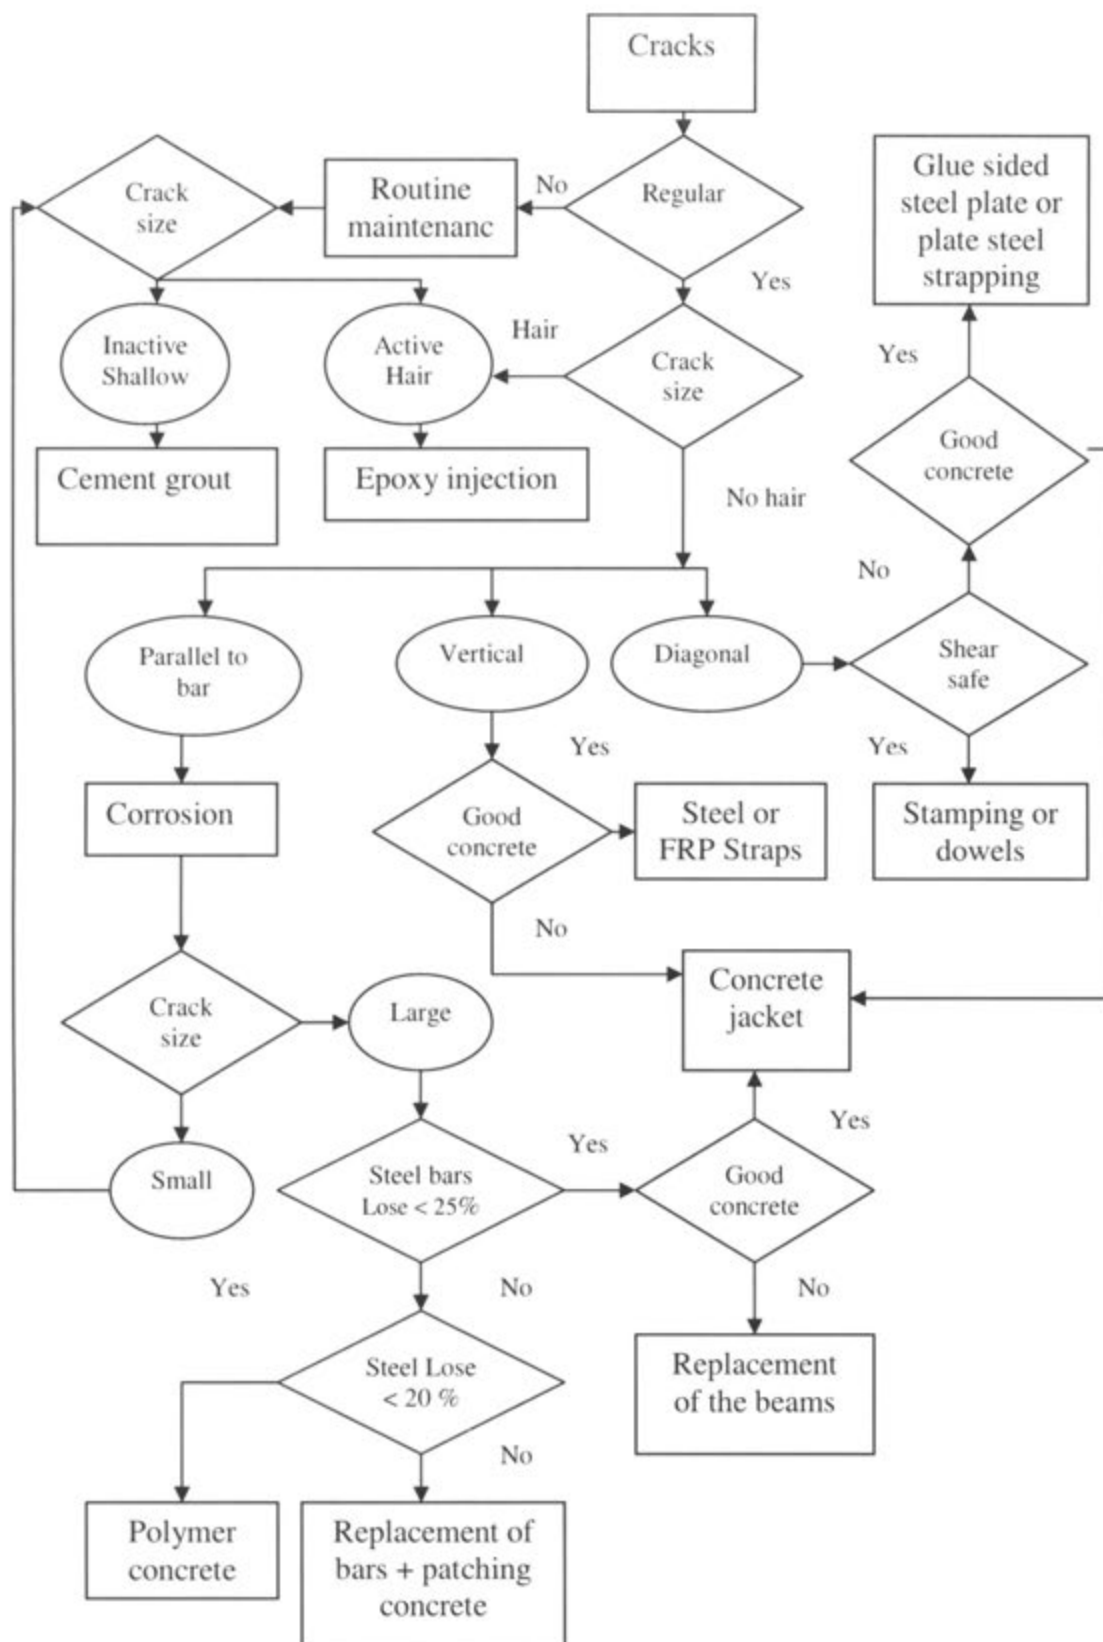 Cracks
Regular
No
Routine
maintenanc
Crack
size
Yes
Glue sided
steel plate or
plate steel
strapping
Inactive
Shallow
Active
Hair
Hair
Crack
size
Yes
Good
concrete
Cement grout
Epoxy injection
No hair
No
Parallel to
bar
Vertical
Diagonal
Shear
safe
Yes
Yes
Corrosion
Good
concrete
Steel or
FRP Straps
Stamping or
dowels
No
Crack
size
Large
Concrete
jacket
Small
Steel bars
Lose < 25%
Yes
Good
concrete
Yes
Yes
No
No
Steel Lose
< 20 %
Replacement
of the beams
No
Polymer
concrete
Replacement of
bars + patching
concrete